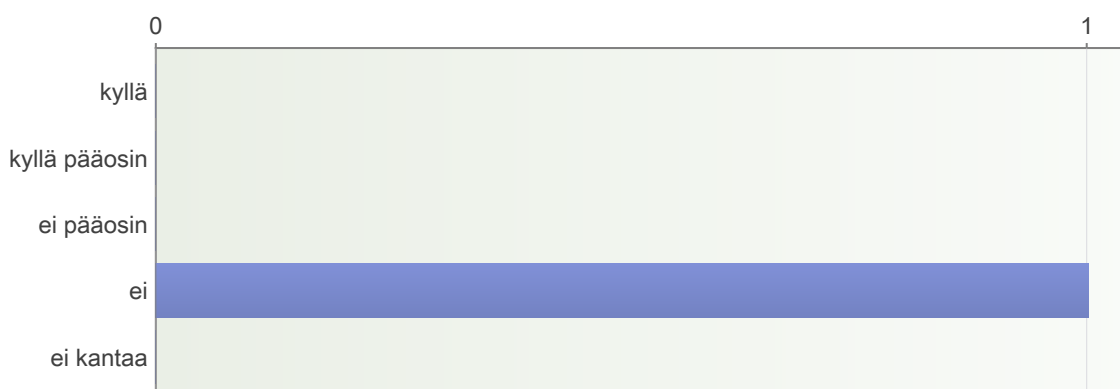 0 1
kyllä
kyllä pääosin
ei pääosin
ei
ei kantaa